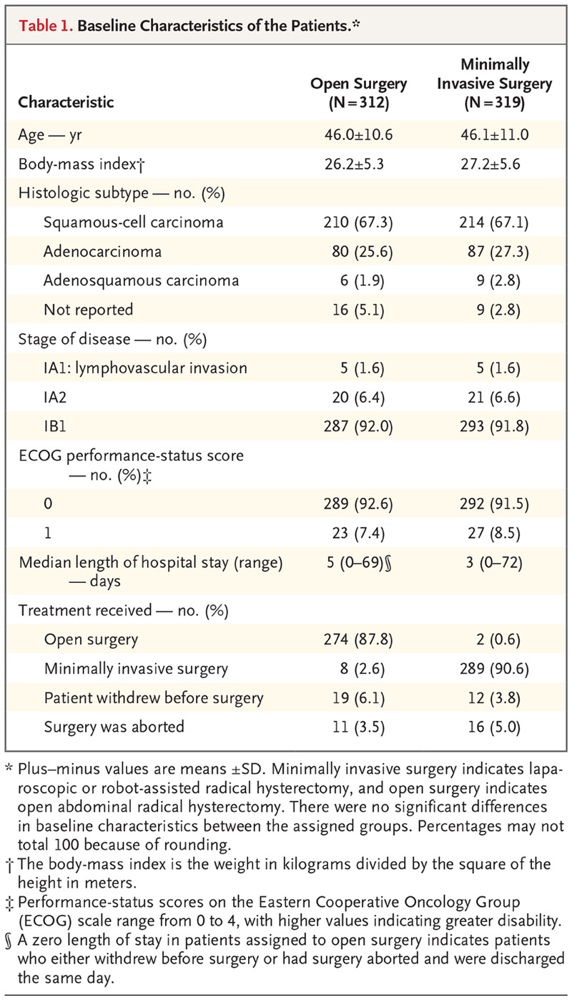 Table 1. Baseline Characteristics of the Patients.*
Characteristic Open Surgery (N=312) Minimally Invasive Surgery (N=319)
Age — yr 46.0±10.6 46.1±11.0
Body-mass index† 26.2±5.3 27.2±5.6
Histologic subtype — no. (%)
Squamous-cell carcinoma 210 (67.3) 214 (67.1)
Adenocarcinoma 80 (25.6) 87 (27.3)
Adenosquamous carcinoma 6 (1.9) 9 (2.8)
Not reported 16 (5.1) 9 (2.8)
Stage of disease — no. (%)
IA1: lymphovascular invasion 5 (1.6) 5 (1.6)
IA2 20 (6.4) 21 (6.6)
IB1 287 (92.0) 293 (91.8)
ECOG performance-status score
— no. (%)‡
0 289 (92.6) 292 (91.5)
1 23 (7.4) 27 (8.5)
Median length of hospital stay (range) 5 (0–69)§ 3 (0–72)
— days
Treatment received — no. (%)
Open surgery 274 (87.8) 2 (0.6)
Minimally invasive surgery 8 (2.6) 289 (90.6)
Patient withdrew before surgery 19 (6.1) 12 (3.8)
Surgery was aborted 11 (3.5) 16 (5.0)
* Plus–minus values are means ±SD. Minimally invasive surgery indicates lapa-
roscopic or robot-assisted radical hysterectomy, and open surgery indicates
open abdominal radical hysterectomy. There were no significant differences
in baseline characteristics between the assigned groups. Percentages may not
total 100 because of rounding.
† The body-mass index is the weight in kilograms divided by the square of the
height in meters.
‡ Performance-status scores on the Eastern Cooperative Oncology Group
(ECOG) scale range from 0 to 4, with higher values indicating greater disability.
§ A zero length of stay in patients assigned to open surgery indicates patients
who either withdrew before surgery or had surgery aborted and were discharged
the same day.